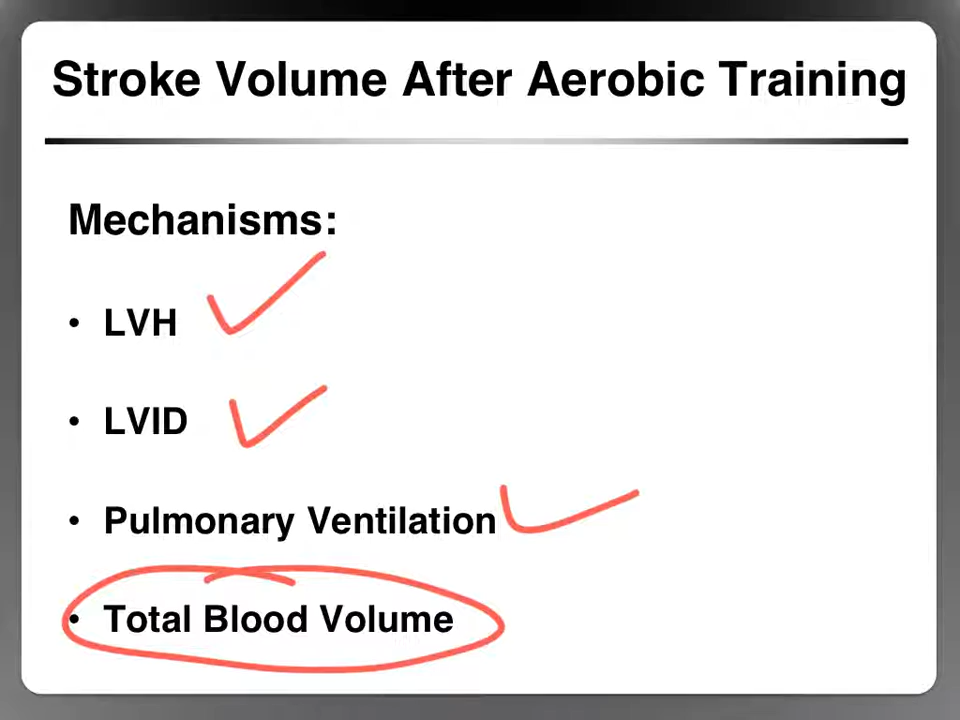 Stroke Volume After Aerobic Training
Mechanisms:
• LVH
• LVID
• Pulmonary Ventilation
• Total Blood Volume